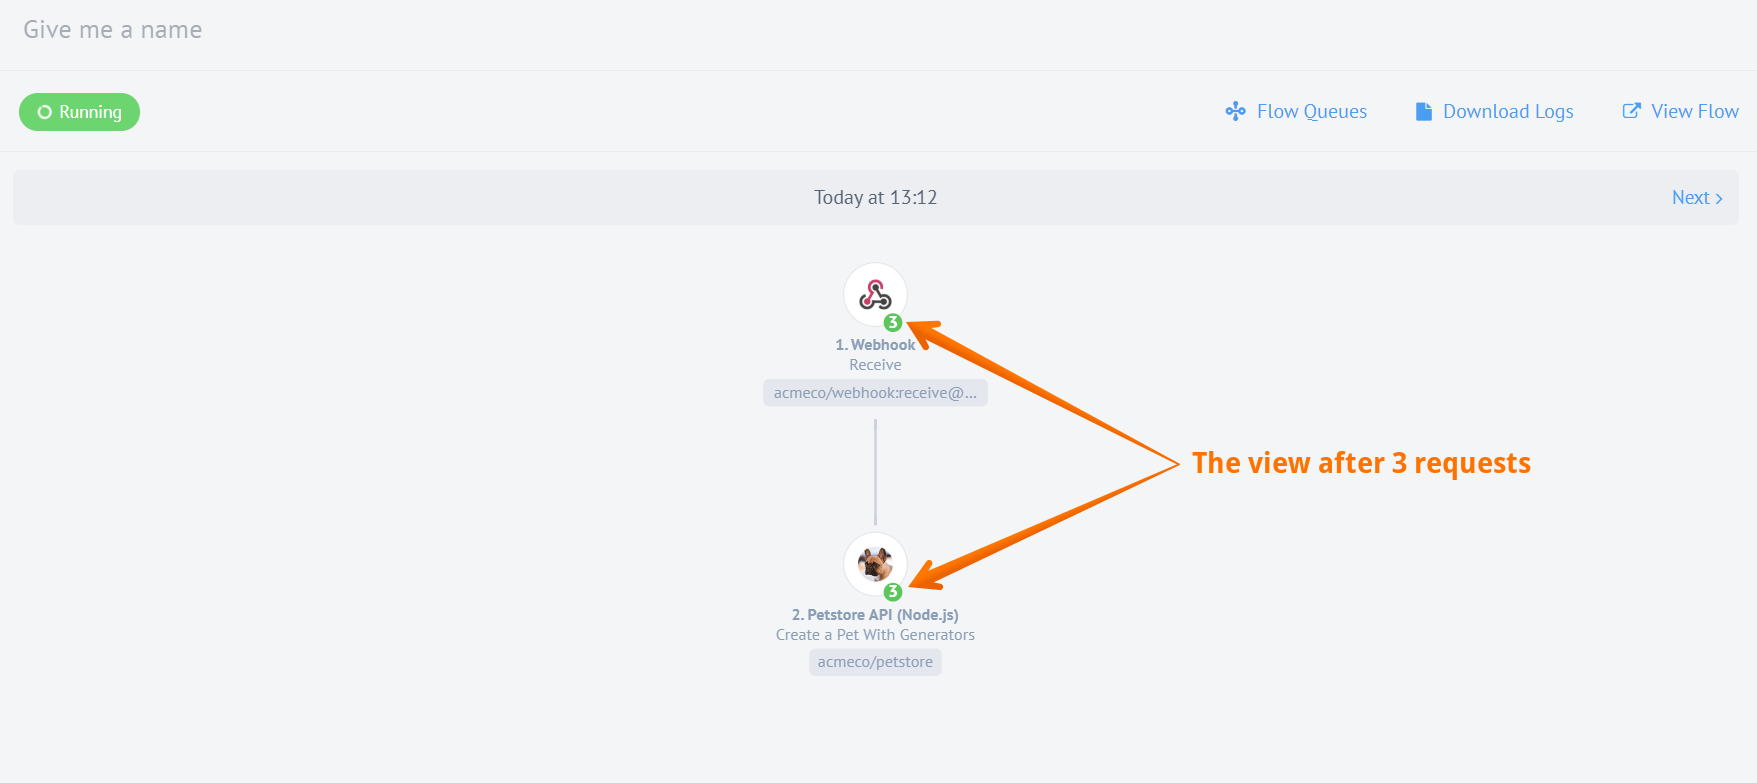 Give me a name
Running
Flow Queues
Download Logs
View Flow
Today at 13:12
Next
3
1. Webhook
Receive
acmeco/webhook:receive@...
The view after 3 requests
3
2. Petstore API (Node.js)
Create a Pet With Generators
acmeco/petstore